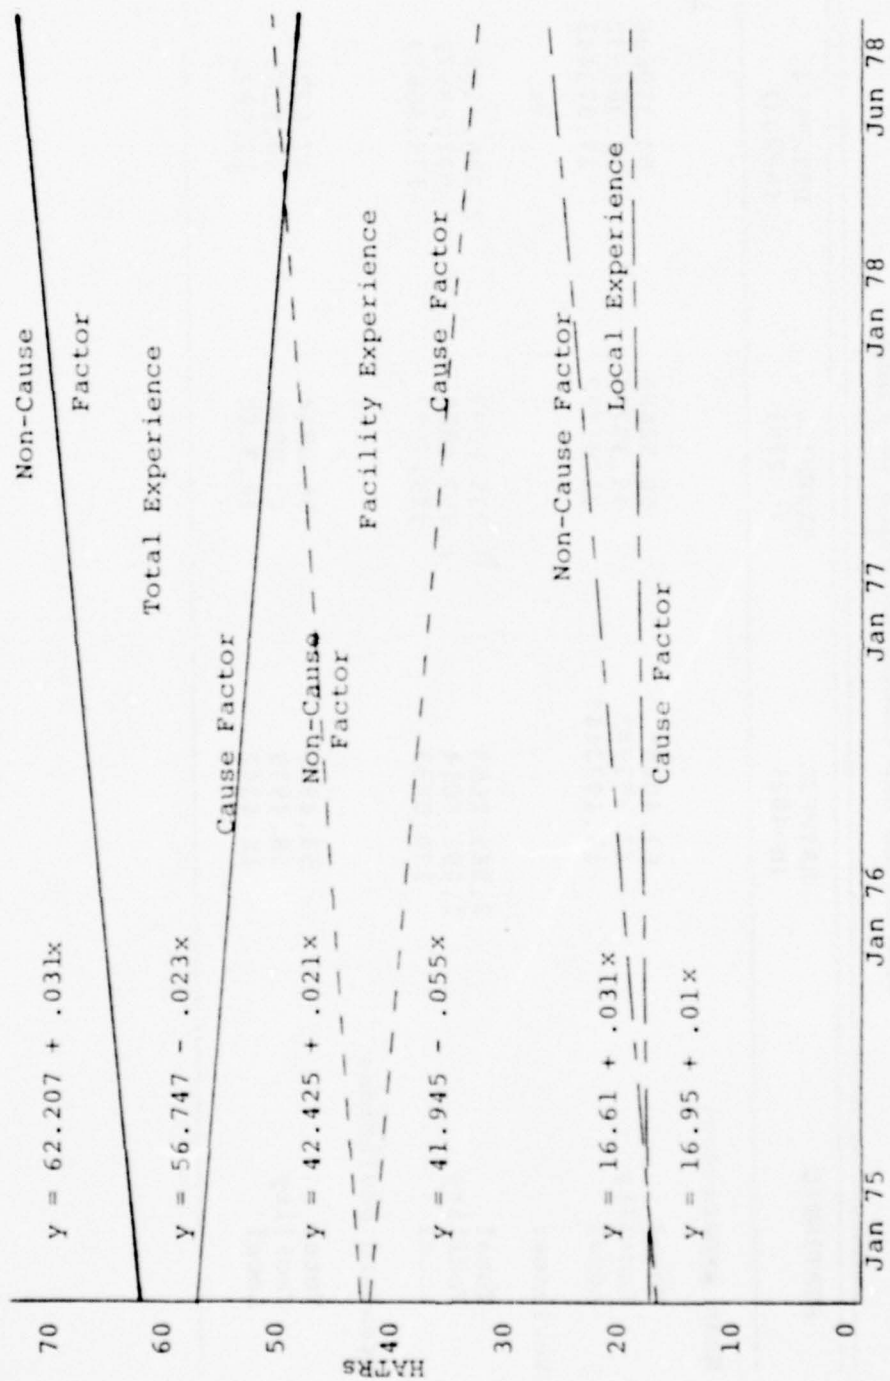 Non-Cause
Factor
Total Experience
y = 62.207 + .031x
y = 56.747 - .023x
Cause Factor
Non-Cause
Factor
y = 42.425 + .021x
Facility Experience
Cause Factor
y = 41.945 - .055x
Non-Cause Factor
y = 16.61 + .031x
Local Experience
Cause Factor
y = 16.95 + .01x
70
60
50
40
30
20
10
0
HATRs
Jan 75
Jan 76
Jan 77
Jan 78
Jun 78